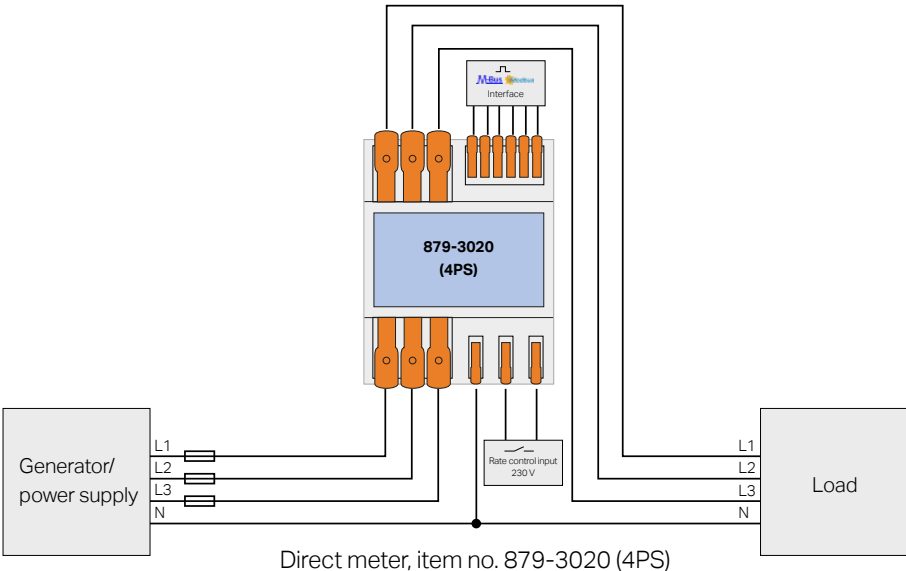 M-Bus Modbus
Interface
879-3020
(4PS)
Generator/
power supply
L1
L2
L3
N
Rate control input
230 V
L1
L2
L3
N
Load
Direct meter, item no. 879-3020 (4PS)